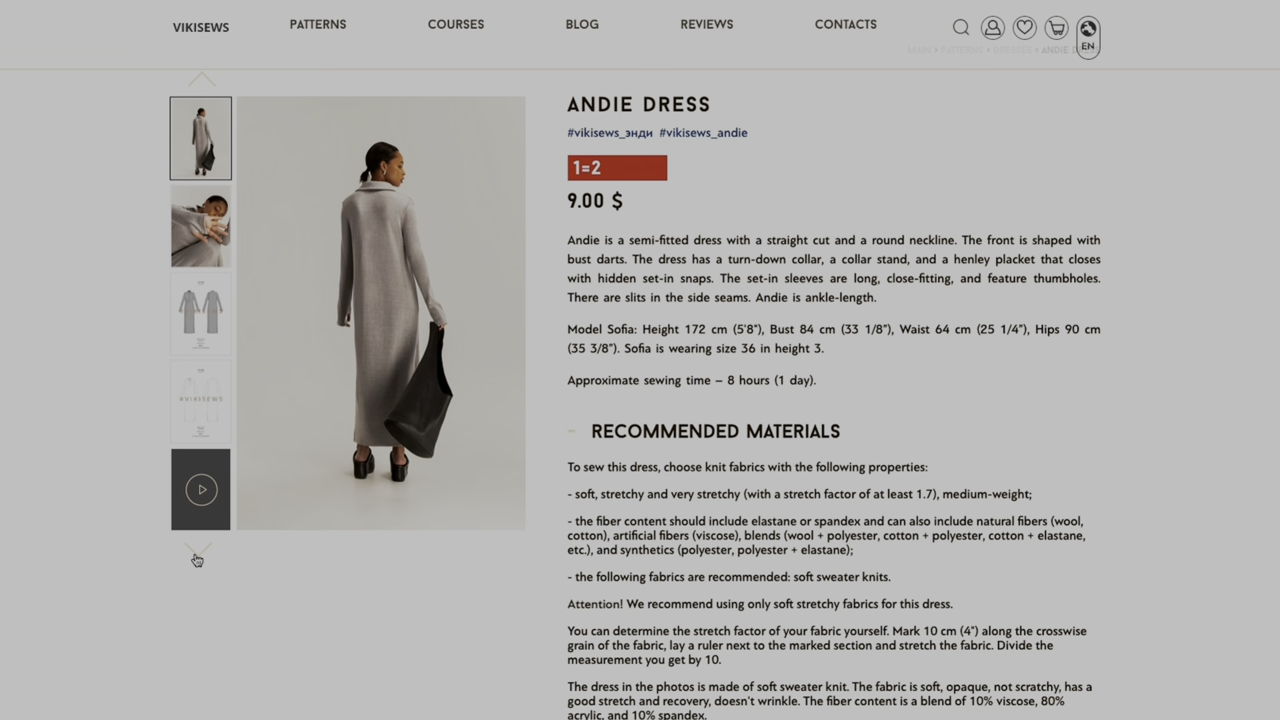 VIKISEWS
PATTERNS
COURSES
BLOG
REVIEWS
CONTACTS
EN
MAIN • PATTERNS • DRESSES • ANDIE
ANDIE DRESS
#vikisews_энди #vikisews_andie
1=2
9.00 $
Andie is a semi-fitted dress with a straight cut and a round neckline. The front is shaped with
bust darts. The dress has a turn-down collar, a collar stand, and a henley placket that closes
with hidden set-in snaps. The set-in sleeves are long, close-fitting, and feature thumbholes.
There are slits in the side seams. Andie is ankle-length.
Model Sofia: Height 172 cm (5'8"), Bust 84 cm (33 1/8"), Waist 64 cm (25 1/4"), Hips 90 cm
(35 3/8"). Sofia is wearing size 36 in height 3.
Approximate sewing time – 8 hours (1 day).
RECOMMENDED MATERIALS
To sew this dress, choose knit fabrics with the following properties:
- soft, stretchy and very stretchy (with a stretch factor of at least 1.7), medium-weight;
- the fiber content should include elastane or spandex and can also include natural fibers (wool,
cotton), artificial fibers (viscose), blends (wool + polyester, cotton + polyester, cotton + elastane,
etc.), and synthetics (polyester, polyester + elastane);
- the following fabrics are recommended: soft sweater knits.
Attention! We recommend using only soft stretchy fabrics for this dress.
You can determine the stretch factor of your fabric yourself. Mark 10 cm (4") along the crosswise
grain of the fabric, lay a ruler next to the marked section and stretch the fabric. Divide the
measurement you get by 10.
The dress in the photos is made of soft sweater knit. The fabric is soft, opaque, not scratchy, has a
good stretch and recovery, doesn't wrinkle. The fiber content is a blend of 10% viscose, 80%
acrylic, and 10% spandex.
#VIKISEWS